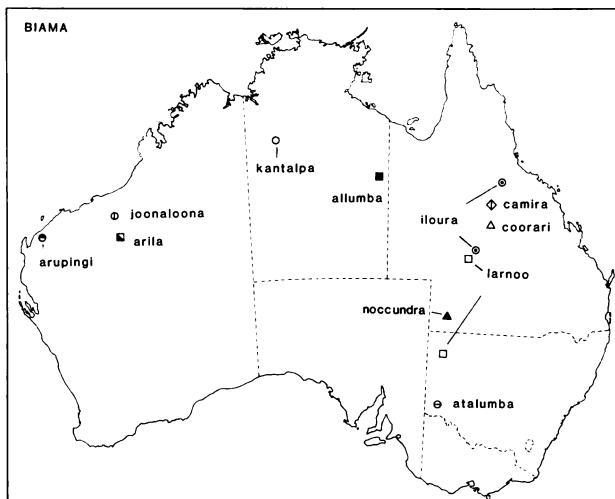 BIAMA
kantalpa
allumba
joonaloona
arila
arupingi
iloura
camira
coorari
larnoo
noccundra
atalumba